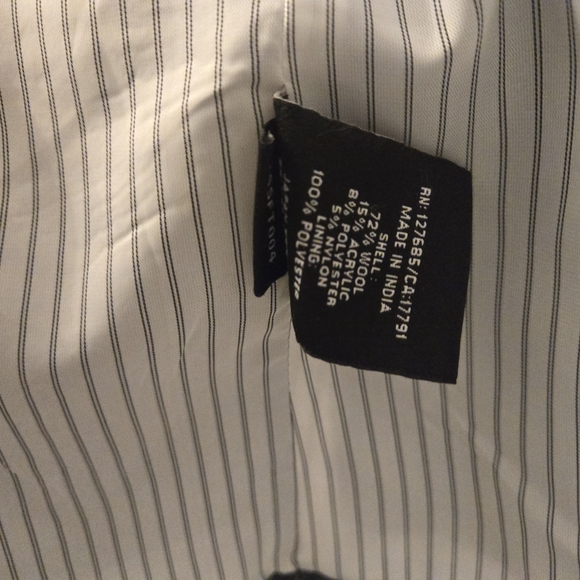 RN: 127685/CA:17791
MADE IN INDIA
SHELL:
72% WOOL
15% ACRYLIC
8% POLYESTER
5% NYLON
LINING:
100% POLYESTER